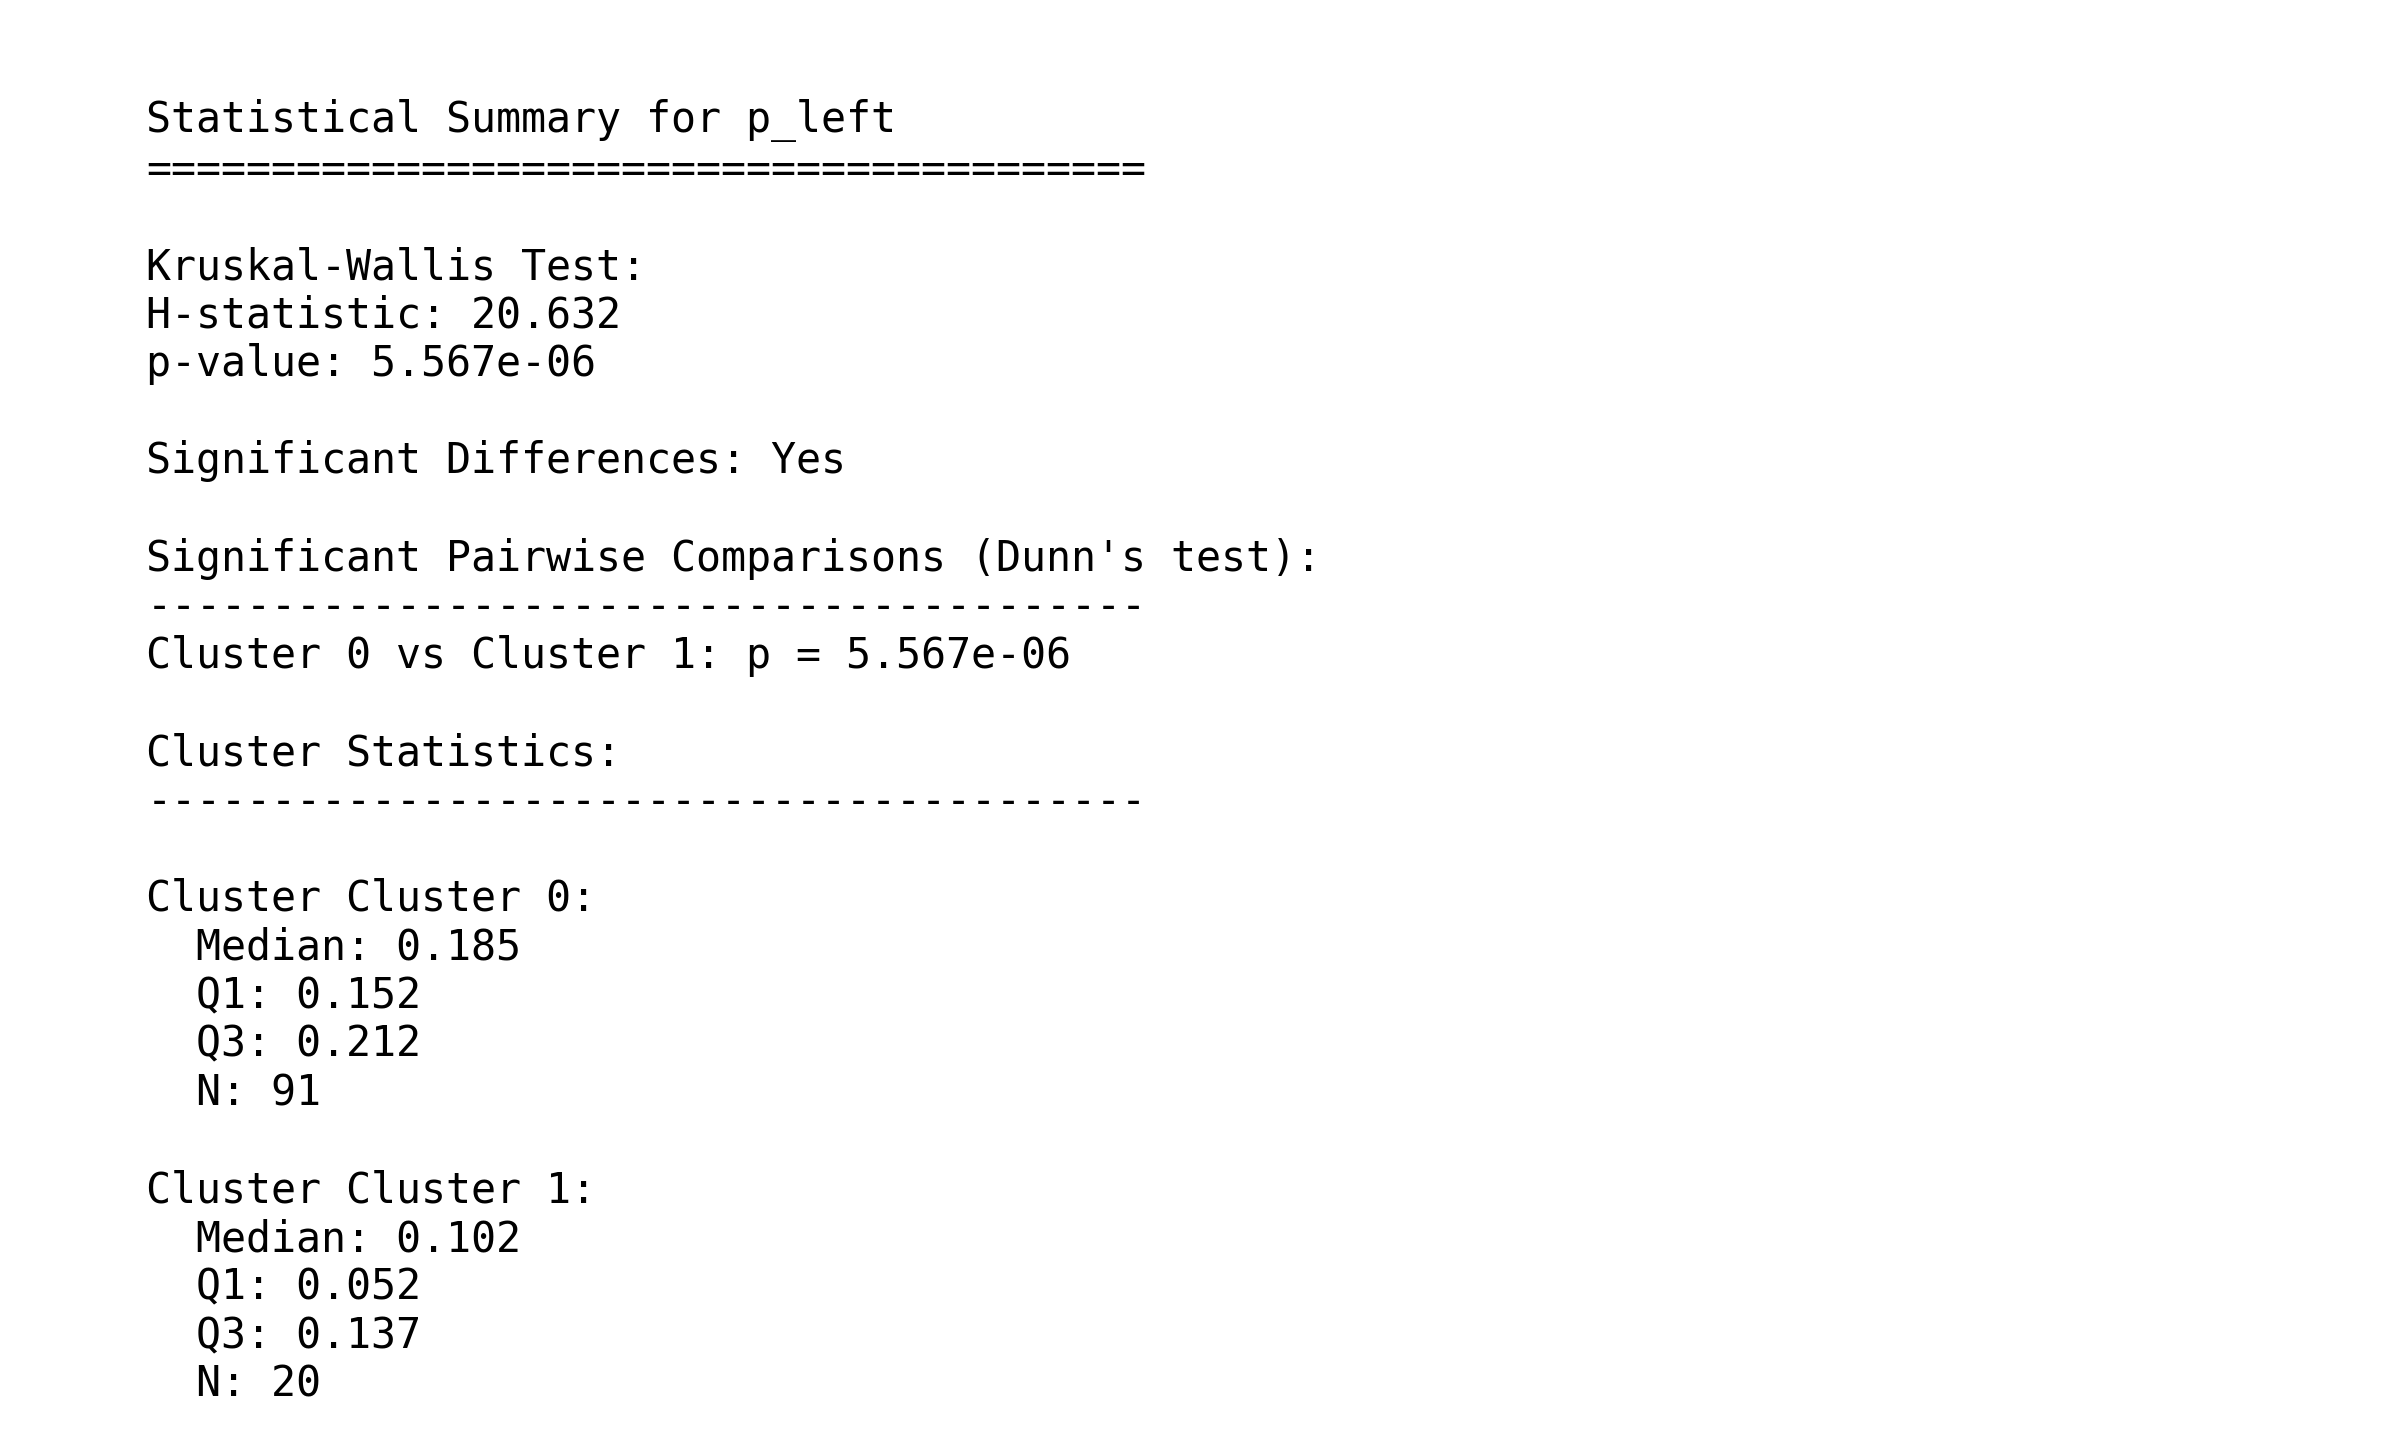 Statistical Summary for p_left
========================================
Kruskal-Wallis Test:
H-statistic: 20.632
p-value: 5.567e-06
Significant Differences: Yes
Significant Pairwise Comparisons (Dunn's test):
----------------------------------------
Cluster 0 vs Cluster 1: p = 5.567e-06
Cluster Statistics:
----------------------------------------
Cluster Cluster 0:
Median: 0.185
Q1: 0.152
Q3: 0.212
N: 91
Cluster Cluster 1:
Median: 0.102
Q1: 0.052
Q3: 0.137
N: 20